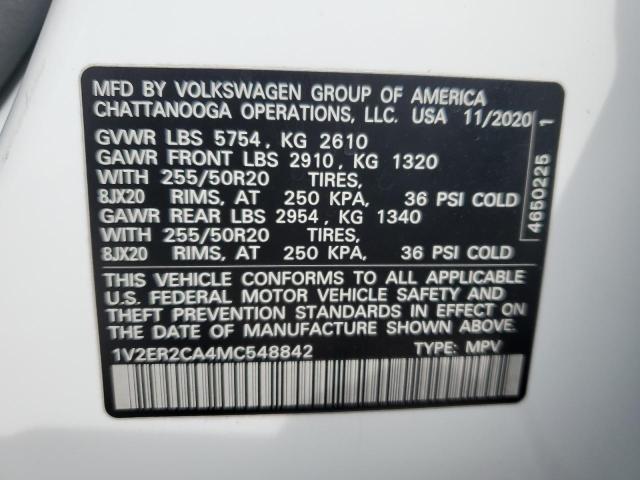 MFD BY VOLKSWAGEN GROUP OF AMERICA
CHATTANOOGA OPERATIONS, LLC. USA 11/2020
GVWR LBS 5754, KG 2610
GAWR FRONT LBS 2910, KG 1320
WITH 255/50R20 TIRES,
8JX20 RIMS, AT 250 KPA, 36 PSI COLD
GAWR REAR LBS 2954, KG 1340
WITH 255/50R20 TIRES,
8JX20 RIMS, AT 250 KPA, 36 PSI COLD
THIS VEHICLE CONFORMS TO ALL APPLICABLE
U.S. FEDERAL MOTOR VEHICLE SAFETY AND
THEFT PREVENTION STANDARDS IN EFFECT ON
THE DATE OF MANUFACTURE SHOWN ABOVE.
1V2ER2CA4MC548842 TYPE: MPV
4650225 1